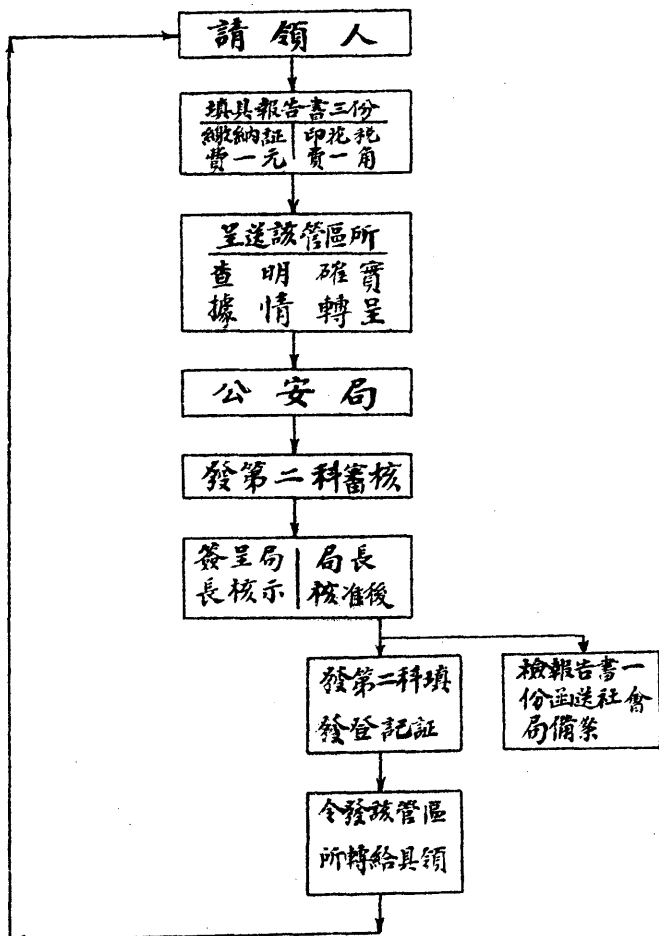 請領人
填具報告書三份
繳納証 印花稅
費一元 費一角
呈送該管區所
查明確實
據情轉呈
公安局
發第二科審核
簽呈局 局長
長核示 核准後
發第二科填
發登記証
檢報告書一
份函送社會
局備案
令發該管區
所轉給具領